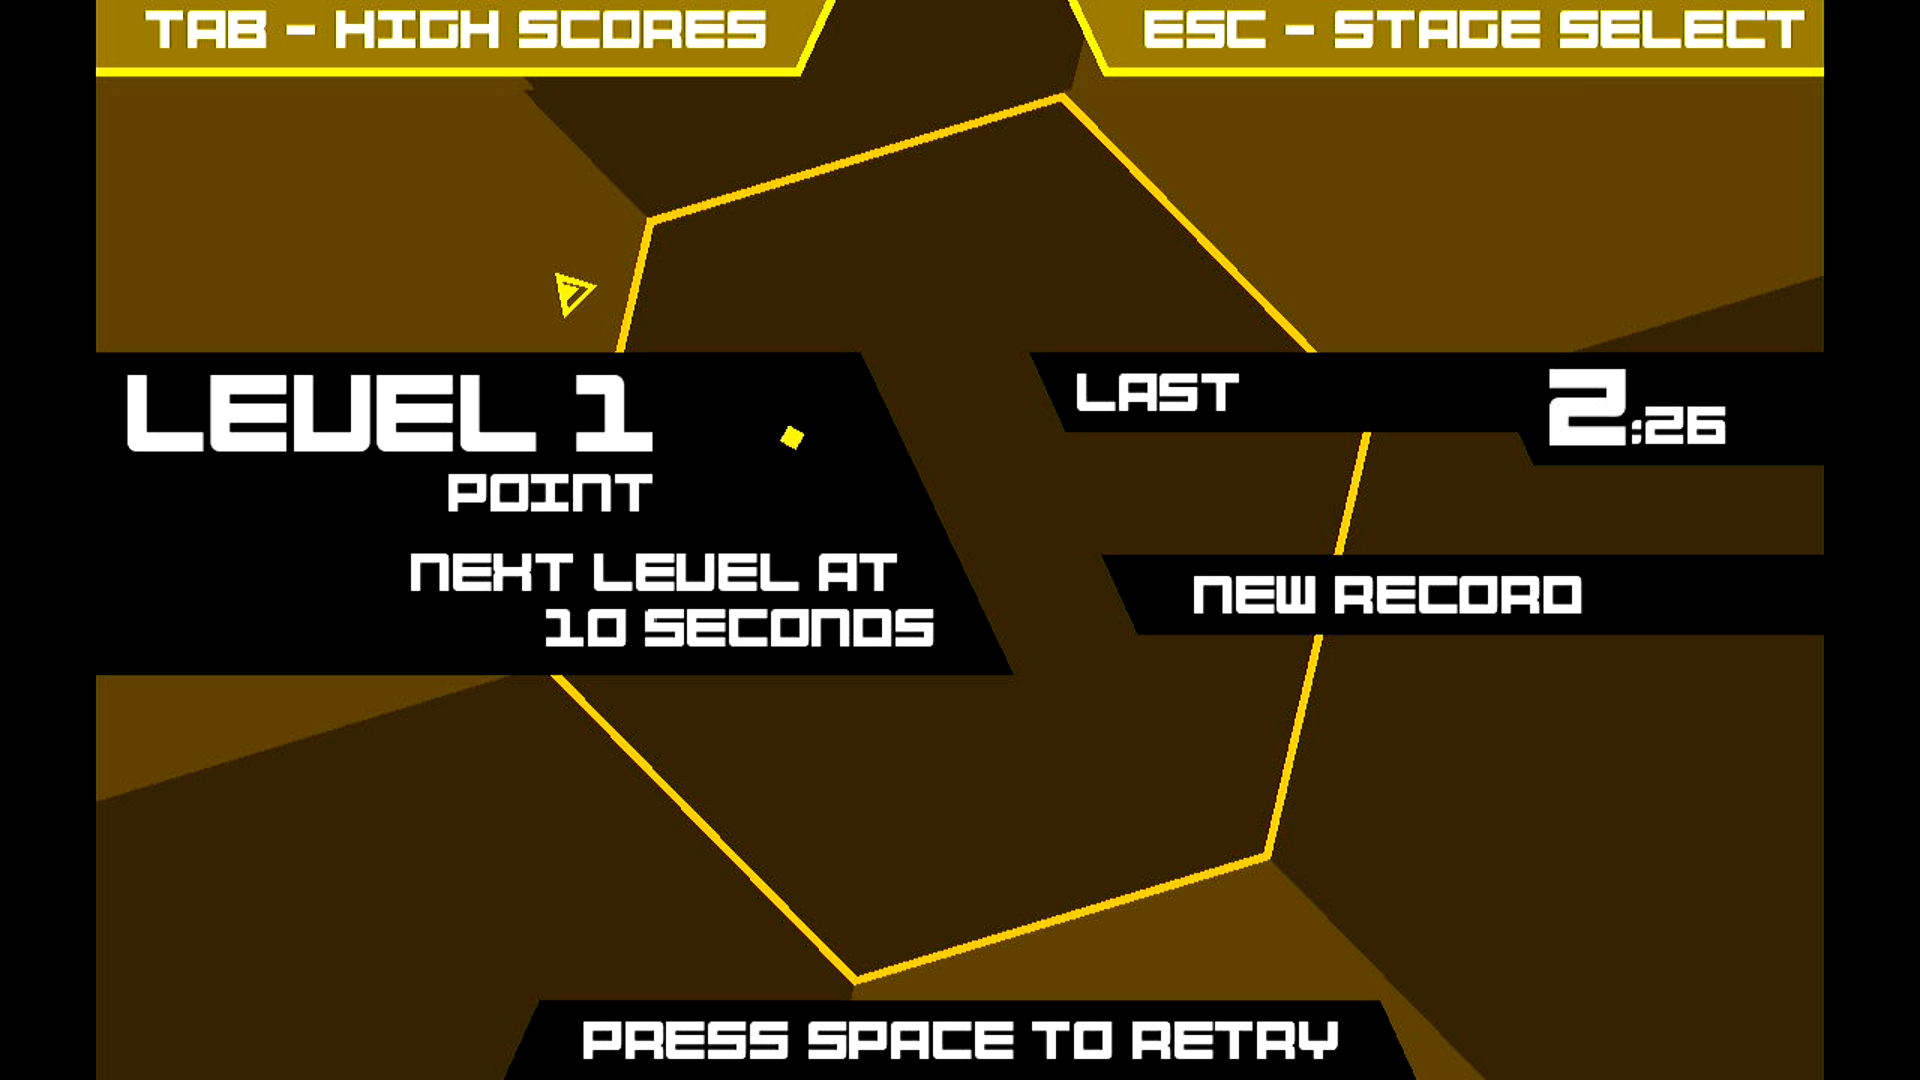 TAB - HIGH SCORES
ESC - STAGE SELECT
LEVEL 1
POINT
NEXT LEVEL AT
10 SECONDS
LAST
2:26
NEW RECORD
PRESS SPACE TO RETRY